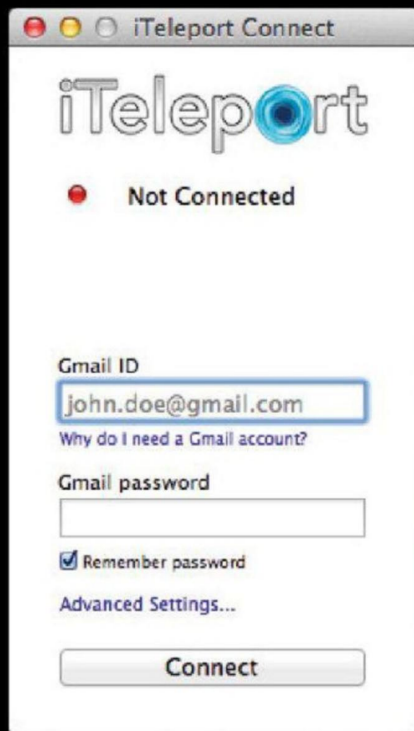 iTeleport Connect
iTeleport
Not Connected
Gmail ID
john.doe@gmail.com
Why do I need a Gmail account?
Gmail password
Remember password
Advanced Settings...
Connect